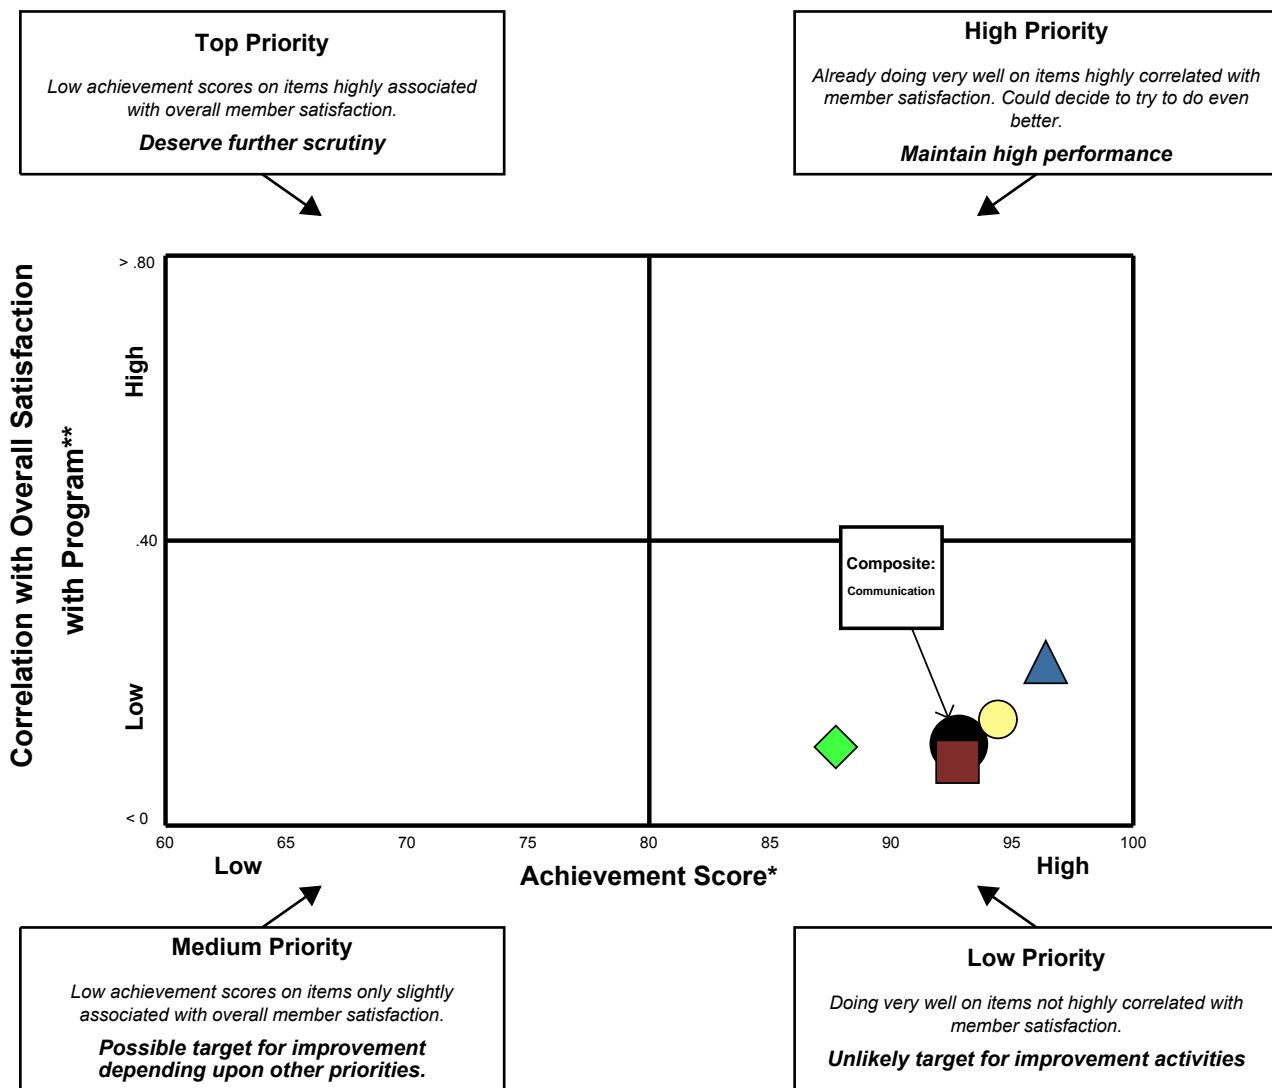 Top Priority
Low achievement scores on items highly associated
with overall member satisfaction.
Deserve further scrutiny
High Priority
Already doing very well on items highly correlated with
member satisfaction. Could decide to try to do even
better.
Maintain high performance
Correlation with Overall Satisfaction
with Program**
> .80
High
.40
Low
< 0
Composite:
Communication
60
65
70
75
80
85
90
95
100
Low
Achievement Score*
High
Medium Priority
Low achievement scores on items only slightly
associated with overall member satisfaction.
Possible target for improvement
depending upon other priorities.
Low Priority
Doing very well on items not highly correlated with
member satisfaction.
Unlikely target for improvement activities